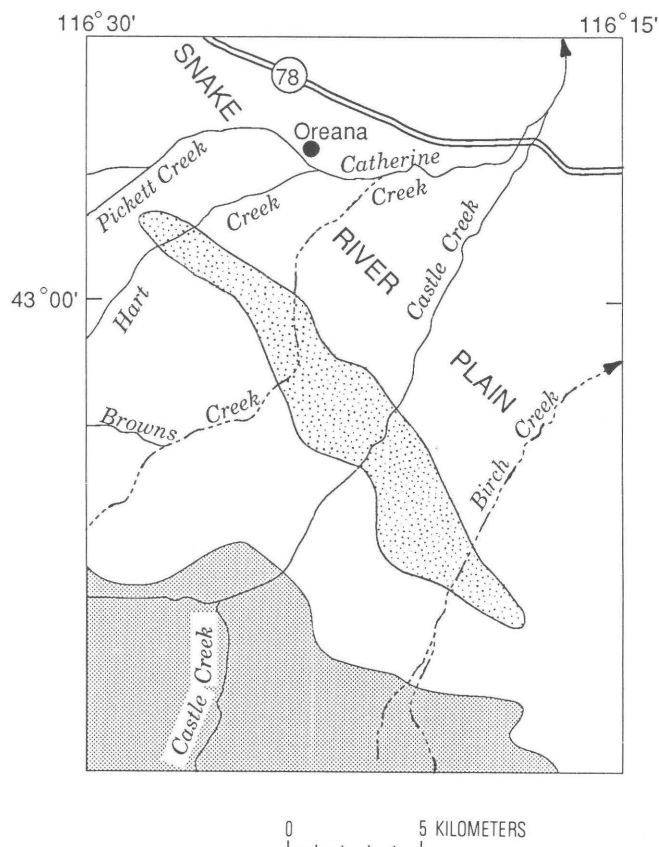 116°30'
116°15'
SNAKE
78
Oreana
Catherine
Creek
Pickett Creek
Creek
Hart
RIVER
Castle Creek
43°00'
PLAIN
Creek
Browns
Creek
Birch
Castle Creek
0 5 KILOMETERS